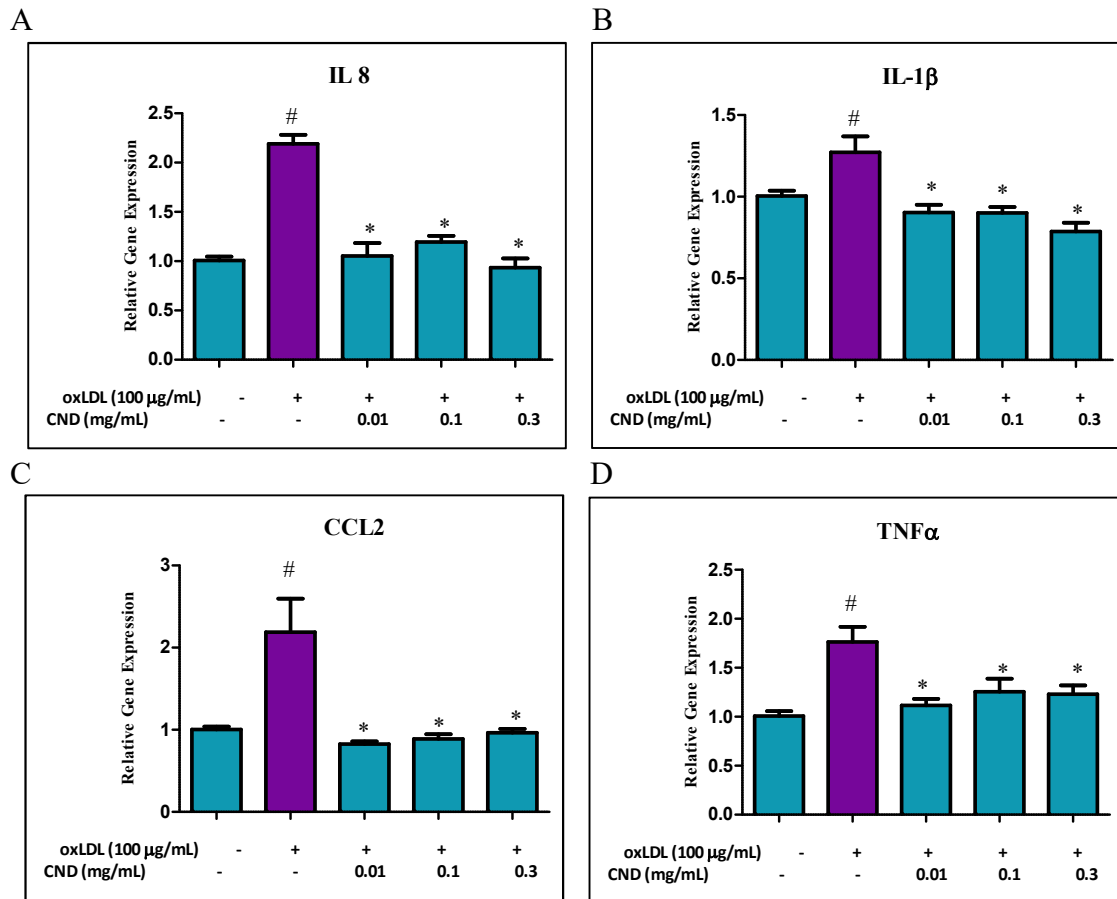 A
IL 8
Relative Gene Expression
2.5
2.0
1.5
1.0
0.5
0.0
#
*
*
*
oxLDL (100 µg/mL) - + + + +
CND (mg/mL) - - 0.01 0.1 0.3
B
IL-1β
Relative Gene Expression
1.5
1.0
0.5
0.0
#
*
*
*
oxLDL (100 µg/mL) - + + + +
CND (mg/mL) - - 0.01 0.1 0.3
C
CCL2
Relative Gene Expression
3
2
1
0
#
*
*
*
oxLDL (100 µg/mL) - + + + +
CND (mg/mL) - - 0.01 0.1 0.3
D
TNFα
Relative Gene Expression
2.5
2.0
1.5
1.0
0.5
0.0
#
*
*
*
oxLDL (100 µg/mL) - + + + +
CND (mg/mL) - - 0.01 0.1 0.3